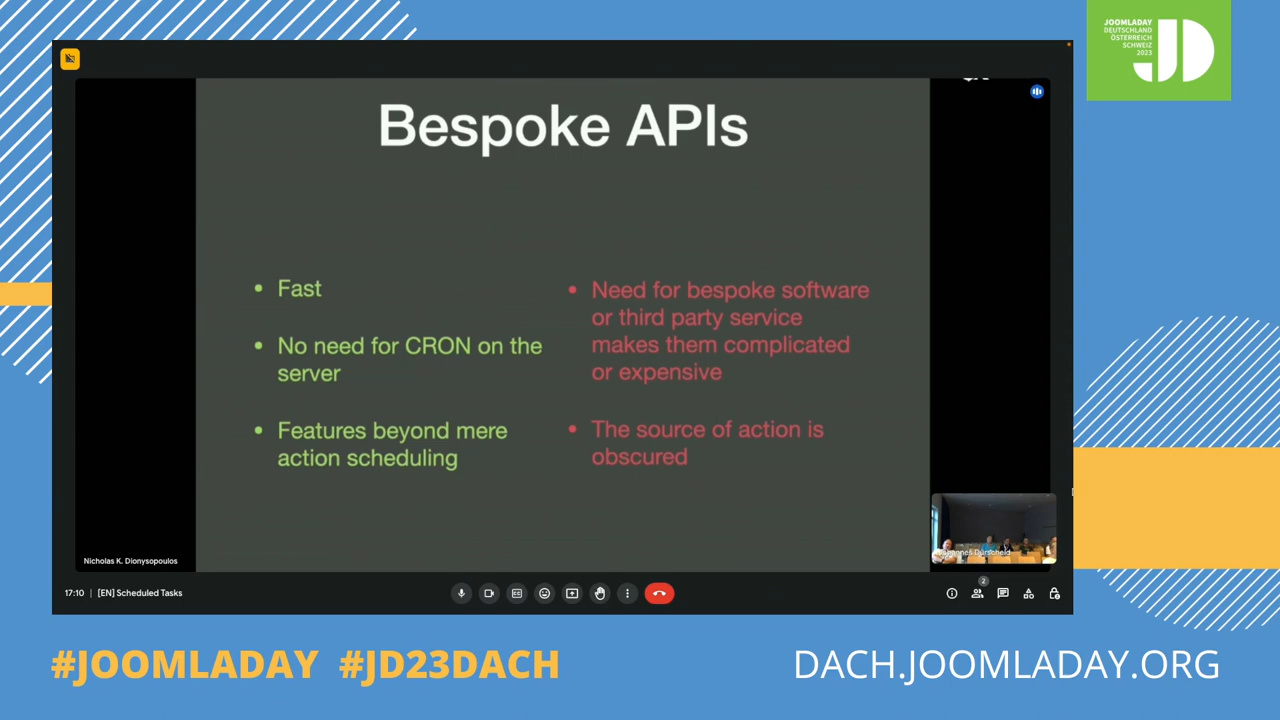 JOOMLADAY
DEUTSCHLAND
ÖSTERREICH
SCHWEIZ
2023
JD
Bespoke APIs
• Fast
• No need for CRON on the
server
• Features beyond mere
action scheduling
• Need for bespoke software
or third party service
makes them complicated
or expensive
• The source of action is
obscured
Nicholas K. Dionysopoulos
17:10 | [EN] Scheduled Tasks
2
#JOOMLADAY #JD23DACH
DACH.JOOMLADAY.ORG